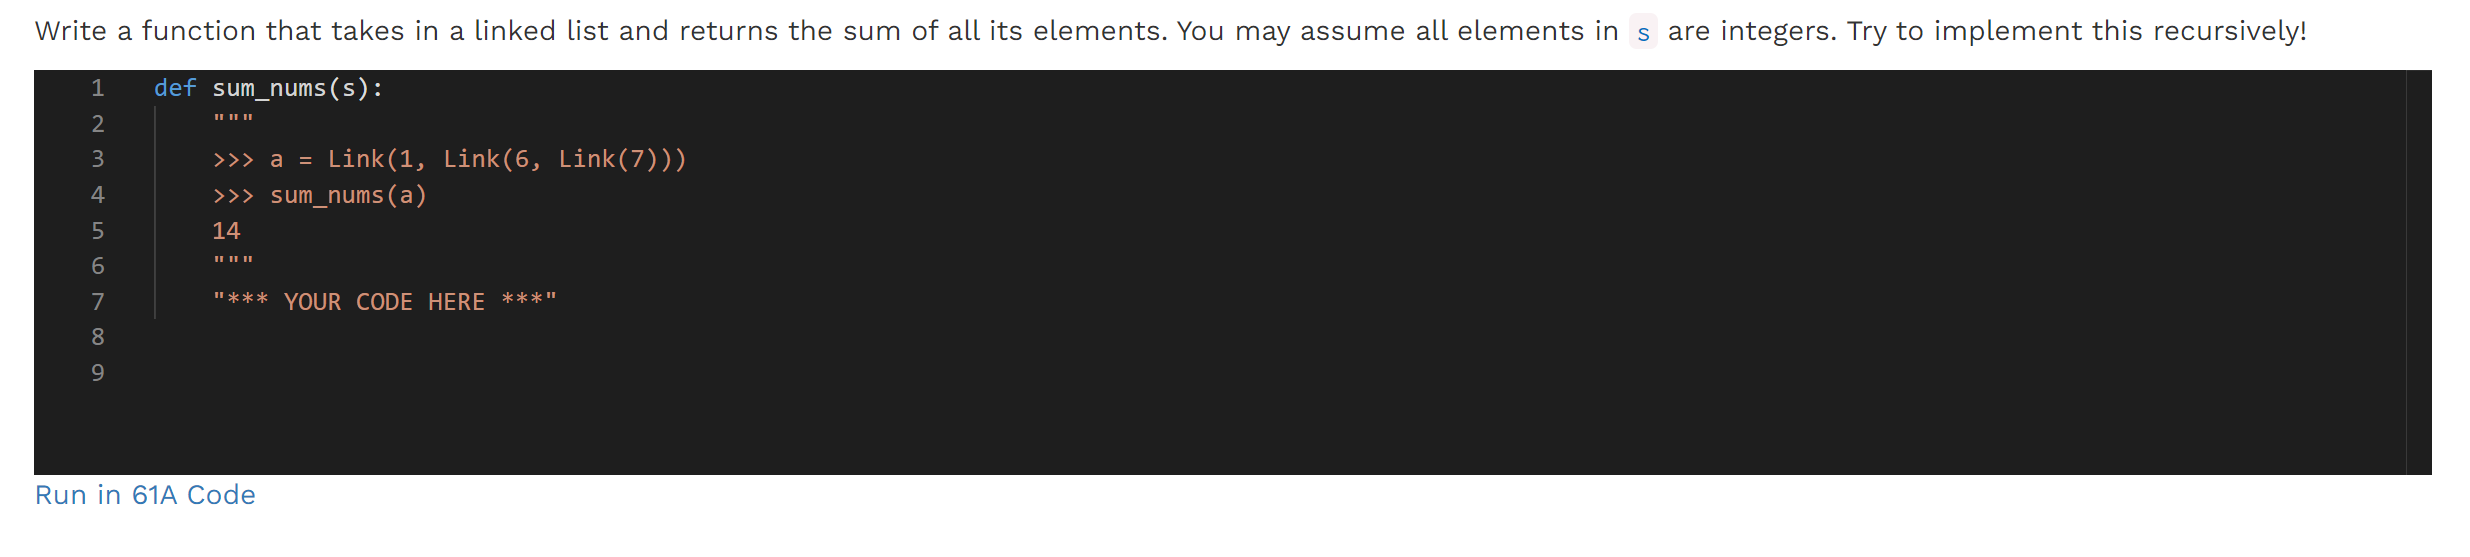 Write a function that takes in a linked list and returns the sum of all its elements. You may assume all elements in s are integers. Try to implement this recursively!
1 def sum_nums(s):
2 """
3 >>> a = Link(1, Link(6, Link(7)))
4 >>> sum_nums(a)
5 14
6 """
7 "*** YOUR CODE HERE ***"
8
9
Run in 61A Code